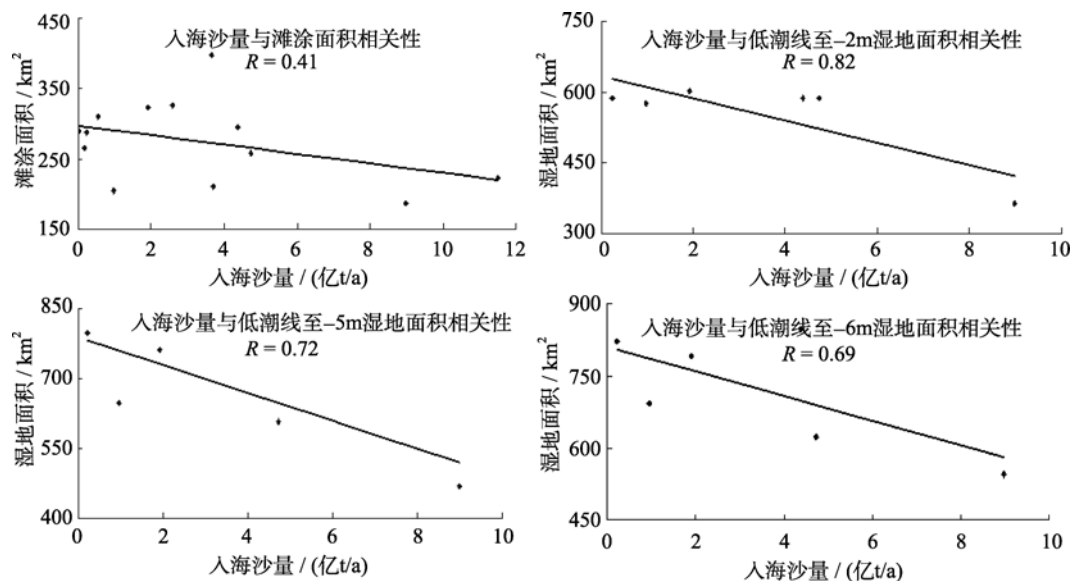 450
350
250
150
滩涂面积 / km²
入海沙量与滩涂面积相关性
R = 0.41
0 2 4 6 8 10 12
入海沙量 / (亿t/a)
750
600
450
300
湿地面积 / km²
入海沙量与低潮线至–2m湿地面积相关性
R = 0.82
0 2 4 6 8 10
入海沙量 / (亿t/a)
850
700
550
400
湿地面积 / km²
入海沙量与低潮线至–5m湿地面积相关性
R = 0.72
0 2 4 6 8 10
入海沙量 / (亿t/a)
900
750
600
450
湿地面积 / km²
入海沙量与低潮线至–6m湿地面积相关性
R = 0.69
0 2 4 6 8 10
入海沙量 / (亿t/a)